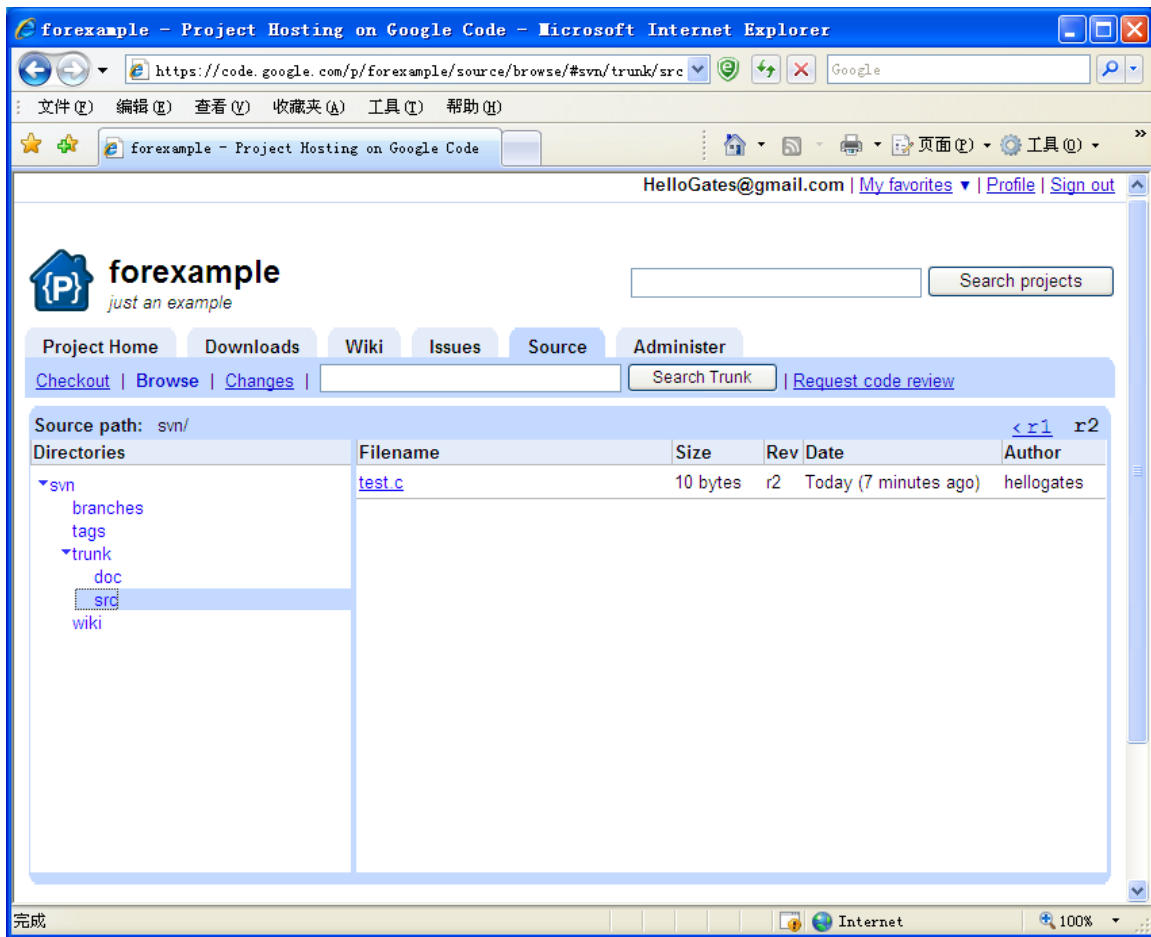 forexample - Project Hosting on Google Code - Microsoft Internet Explorer
https://code.google.com/p/forexample/source/browse/#svn/trunk/src Google
文件(F) 编辑(E) 查看(V) 收藏夹(A) 工具(T) 帮助(H)
forexample - Project Hosting on Google Code 页面(P) 工具(O) »
HelloGates@gmail.com | My favorites ▼ | Profile | Sign out
{P} forexample
just an example
Search projects
Project Home Downloads Wiki Issues Source Administer
Checkout | Browse | Changes | Search Trunk | Request code review
Source path: svn/ ‹ r1 r2
Directories Filename Size Rev Date Author
svn test.c 10 bytes r2 Today (7 minutes ago) hellogates
branches
tags
trunk
doc
src
wiki
完成 Internet 100%